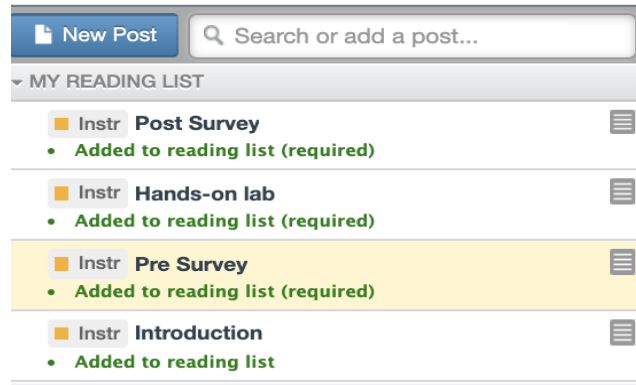 New Post Search or add a post...
MY READING LIST
Instr Post Survey
• Added to reading list (required)
Instr Hands-on lab
• Added to reading list (required)
Instr Pre Survey
• Added to reading list (required)
Instr Introduction
• Added to reading list